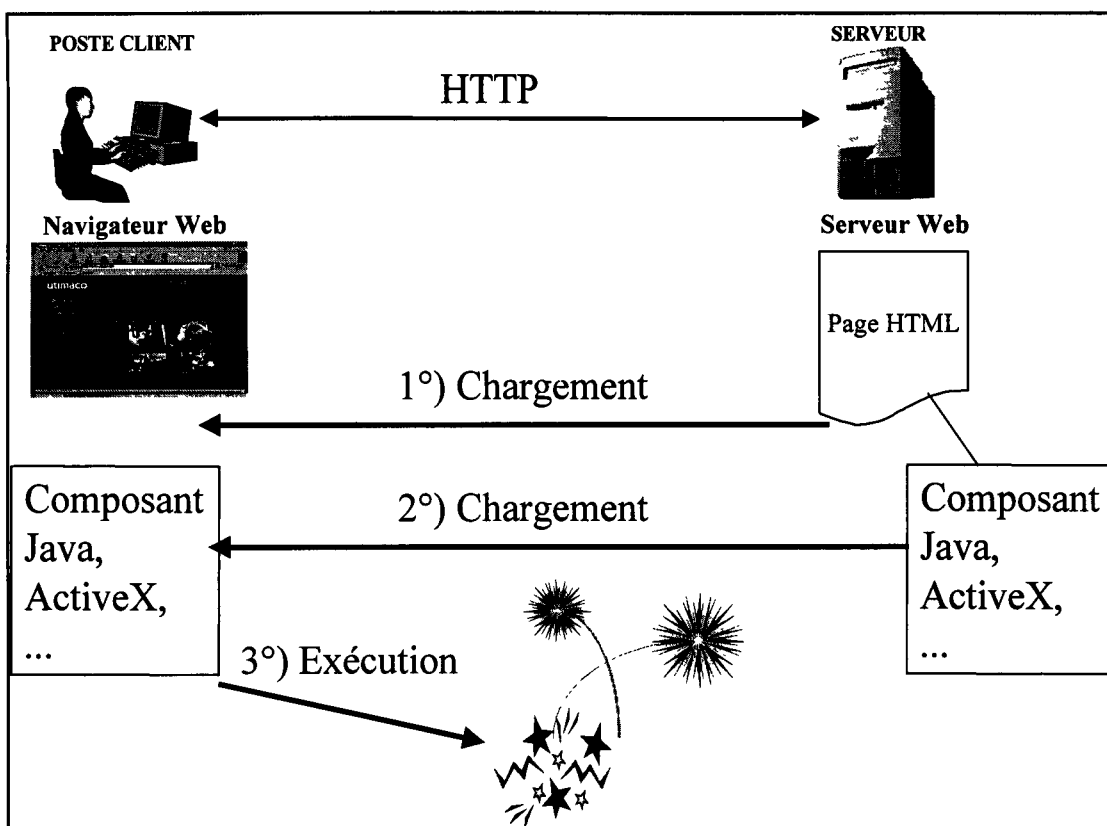 POSTE CLIENT
SERVEUR
HTTP
Navigateur Web
Serveur Web
utimaco
Page HTML
1°) Chargement
Composant
Java,
ActiveX,
...
2°) Chargement
Composant
Java,
ActiveX,
...
3°) Exécution